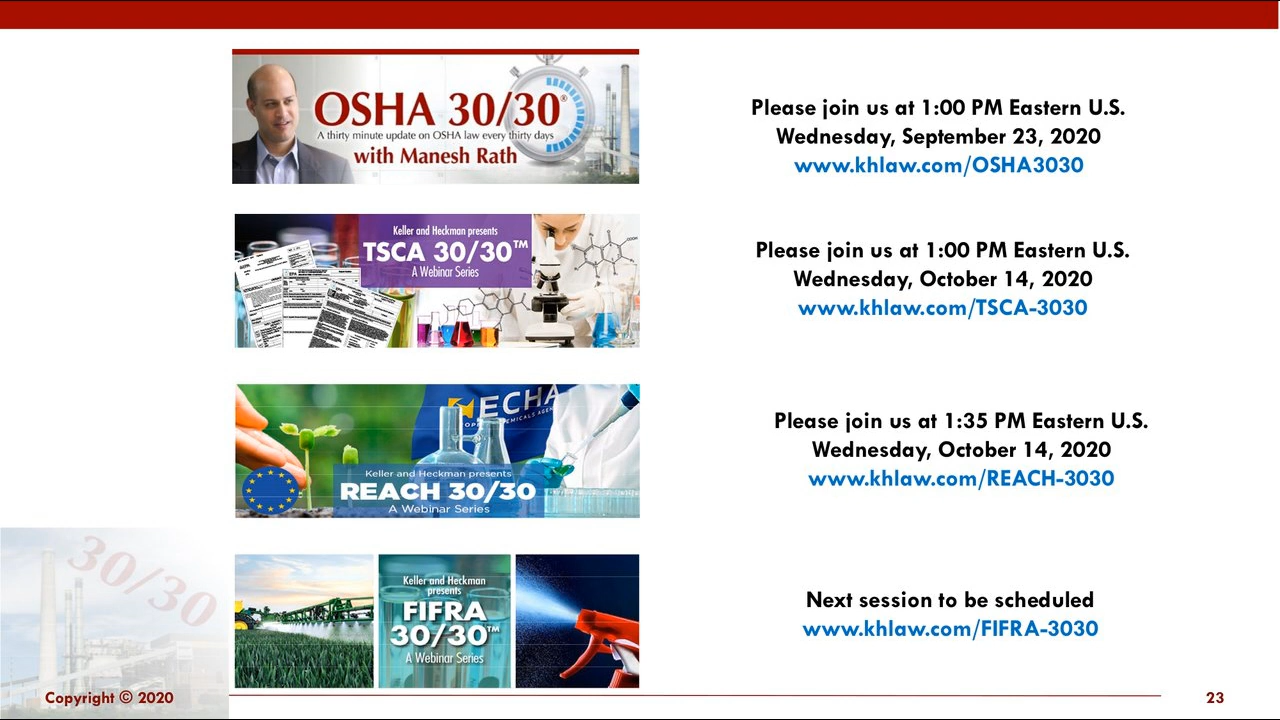 OSHA 30/30®
A thirty minute update on OSHA law every thirty days
with Manesh Rath
Please join us at 1:00 PM Eastern U.S.
Wednesday, September 23, 2020
www.khlaw.com/OSHA3030
Keller and Heckman presents
TSCA 30/30™
A Webinar Series
Please join us at 1:00 PM Eastern U.S.
Wednesday, October 14, 2020
www.khlaw.com/TSCA-3030
ECHA
Keller and Heckman presents
REACH 30/30
A Webinar Series
Please join us at 1:35 PM Eastern U.S.
Wednesday, October 14, 2020
www.khlaw.com/REACH-3030
Keller and Heckman
presents
FIFRA
30/30™
A Webinar Series
Next session to be scheduled
www.khlaw.com/FIFRA-3030
30/30
Copyright © 2020
23